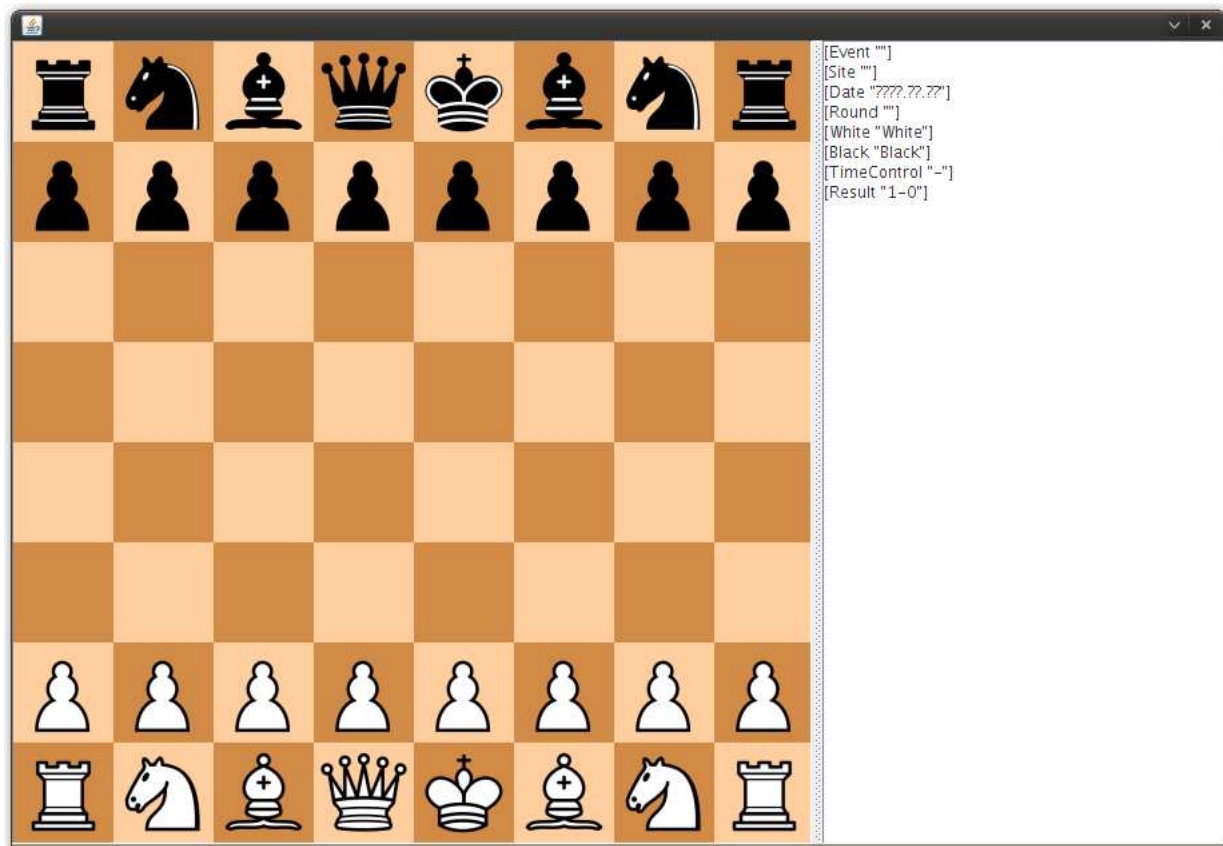 [Event ""]
[Site ""]
[Date "????.??.??"]
[Round ""]
[White "White"]
[Black "Black"]
[TimeControl "-"]
[Result "1-0"]